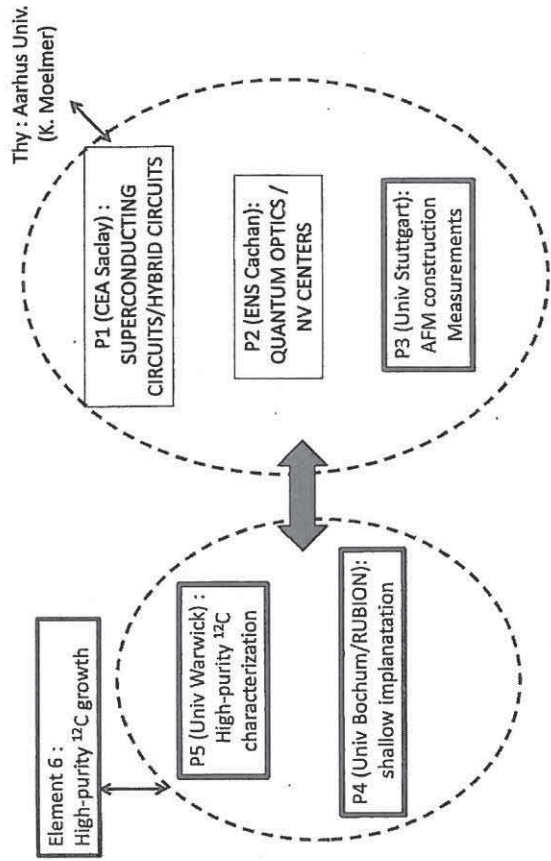 Thy : Aarhus Univ.
(K. Moelmer)
Element 6 :
High-purity ¹²C growth
P1 (CEA Saclay) :
SUPERCONDUCTING
CIRCUITS/HYBRID CIRCUITS
P5 (Univ Warwick) :
High-purity ¹²C
characterization
P2 (ENS Cachan):
QUANTUM OPTICS /
NV CENTERS
P4 (Univ Bochum/RUBION):
shallow implanatation
P3 (Univ Stuttgart):
AFM construction
Measurements